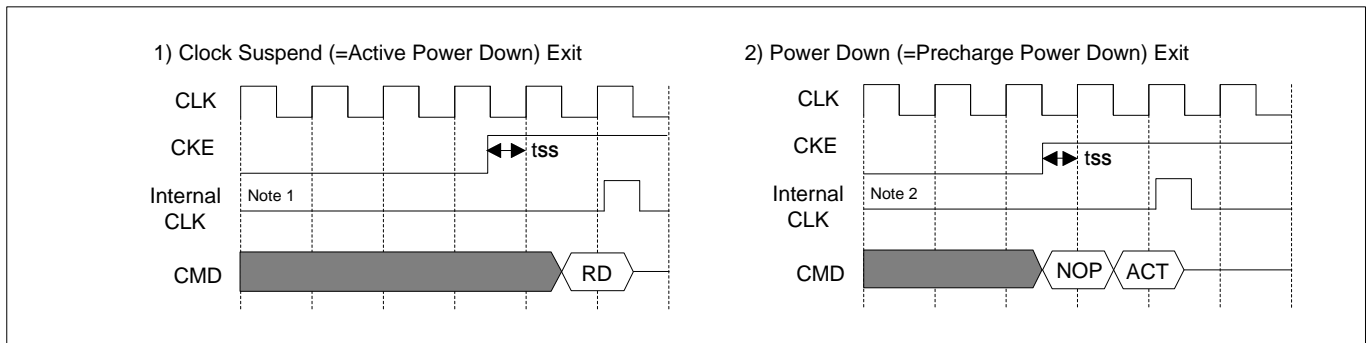 1) Clock Suspend (=Active Power Down) Exit
CLK
CKE
tss
Internal
CLK
Note 1
CMD
RD
2) Power Down (=Precharge Power Down) Exit
CLK
CKE
tss
Internal
CLK
Note 2
CMD
NOP
ACT